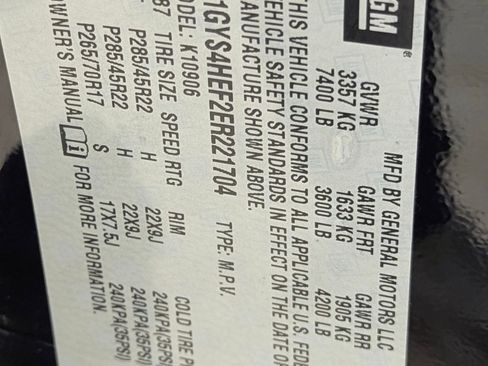 GM
MFD BY GENERAL MOTORS LLC
GVWR GAWR FRT GAWR RR
3357 KG 1633 KG 1905 KG
7400 LB 3600 LB 4200 LB
THIS VEHICLE CONFORMS TO ALL APPLICABLE U.S. FEDE
VEHICLE SAFETY STANDARDS IN EFFECT ON THE DATE OF
MANUFACTURE SHOWN ABOVE.
1GYS4HEF2ER221704 TYPE: M.P.V.
MODEL: K10906
87 TIRE SIZE SPEED RTG RIM COLD TIRE P
P285/45R22 H 22X9J 240KPA(35PSI)
P285/45R22 H 22X9J 240KPA(35PSI)
P265/70R17 S 17X7.5J 240KPA(35PSI)
OWNER'S MANUAL FOR MORE INFORMATION.